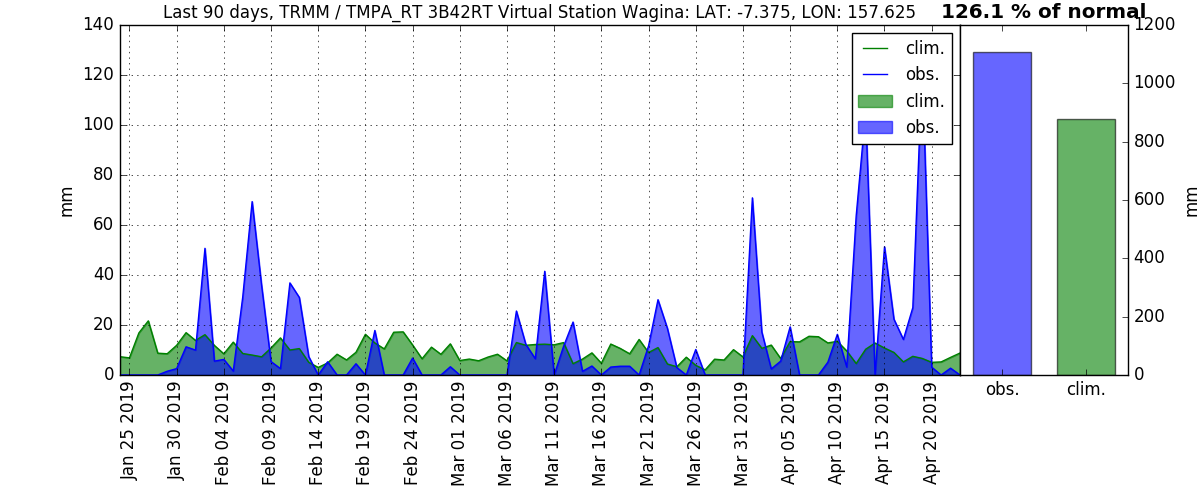 Last 90 days, TRMM / TMPA_RT 3B42RT Virtual Station Wagina: LAT: -7.375, LON: 157.625
126.1 % of normal
140
120
100
80
60
40
20
0
mm
clim.
obs.
clim.
obs.
1200
1000
800
600
400
200
0
mm
Jan 25 2019
Jan 30 2019
Feb 04 2019
Feb 09 2019
Feb 14 2019
Feb 19 2019
Feb 24 2019
Mar 01 2019
Mar 06 2019
Mar 11 2019
Mar 16 2019
Mar 21 2019
Mar 26 2019
Mar 31 2019
Apr 05 2019
Apr 10 2019
Apr 15 2019
Apr 20 2019
obs.
clim.